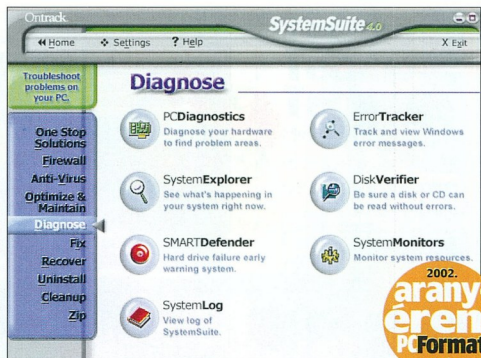 Ontrack
SystemSuite 4.0
Home
Settings
? Help
X Exit
Troubleshoot
problems on
your PC.
One Stop
Solutions
Firewall
Anti-Virus
Optimize &
Maintain
Diagnose
Fix
Recover
Uninstall
Cleanup
Zip
Diagnose
PCDiagnostics
Diagnose your hardware
to find problem areas.
SystemExplorer
See what's happening in
your system right now.
SMARTDefender
Hard drive failure early
warning system.
SystemLog
View log of
SystemSuite.
ErrorTracker
Track and view Windows
error messages.
DiskVerifier
Be sure a disk or CD can
be read without errors.
SystemMonitors
Monitor system resources.
2002.
arany
érem
PC Format